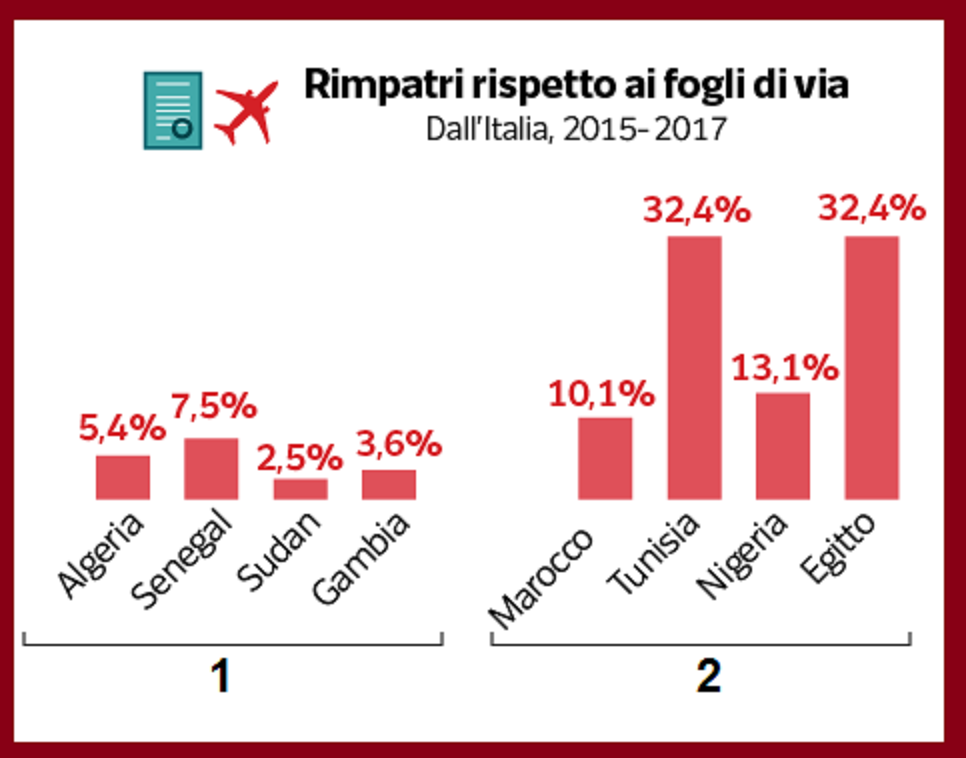 Rimpatri rispetto ai fogli di via
Dall'Italia, 2015-2017
5,4%
7,5%
2,5%
3,6%
10,1%
32,4%
13,1%
32,4%
Algeria
Senegal
Sudan
Gambia
Marocco
Tunisia
Nigeria
Egitto
1
2